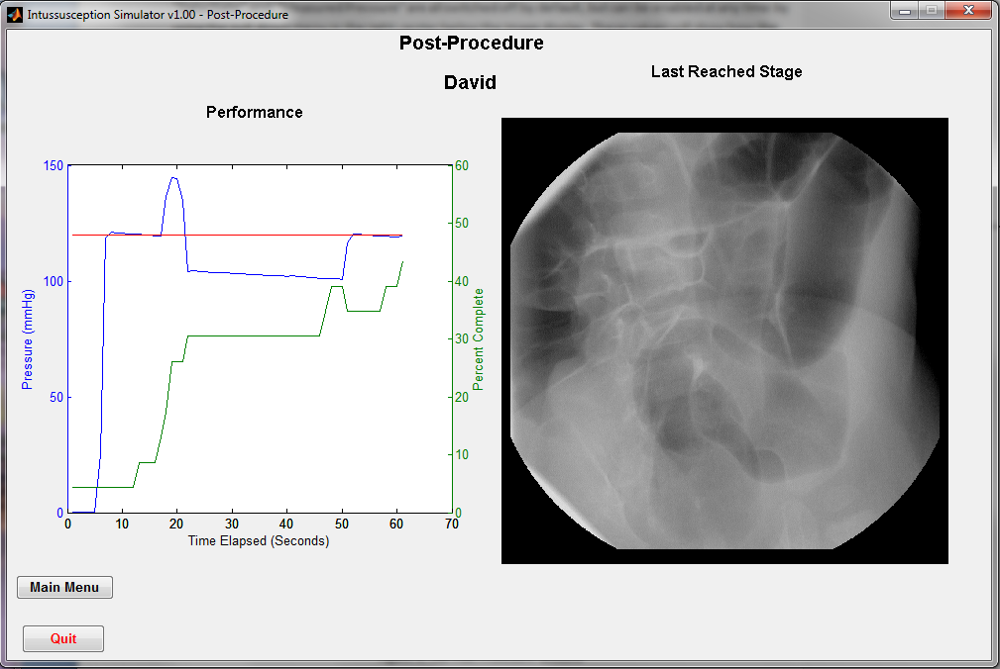 Intussusception Simulator v1.00 - Post-Procedure
Post-Procedure
David
Last Reached Stage
Performance
150
100
50
0
Pressure (mmHg)
60
50
40
30
20
10
0
Percent Complete
0 10 20 30 40 50 60 70
Time Elapsed (Seconds)
Main Menu
Quit